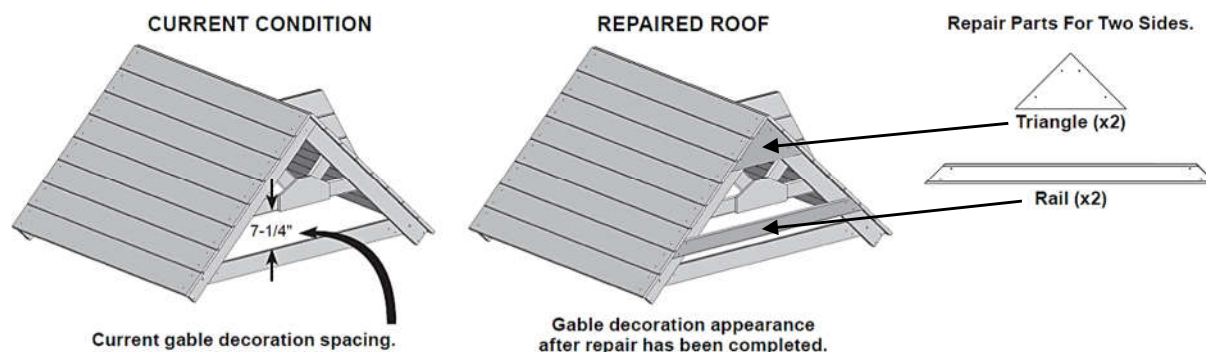 CURRENT CONDITION
7-1/4"
Current gable decoration spacing.
REPAIRED ROOF
Gable decoration appearance
after repair has been completed.
Repair Parts For Two Sides.
Triangle (x2)
Rail (x2)